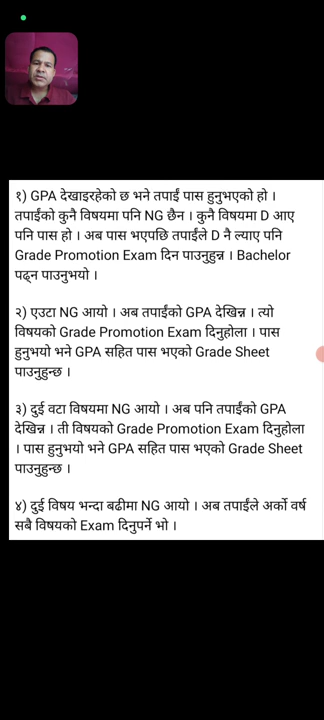 १) GPA देखाइरहेको छ भने तपाईं पास हुनुभएको हो ।
तपाईंको कुनै विषयमा पनि NG छैन । कुनै विषयमा D आए
पनि पास हो । अब पास भएपछि तपाईंले D नै ल्याए पनि
Grade Promotion Exam दिन पाउनुहुन्न । Bachelor
पढ्न पाउनुभयो ।
२) एउटा NG आयो । अब तपाईंको GPA देखिन्न । त्यो
विषयको Grade Promotion Exam दिनुहोला । पास
हुनुभयो भने GPA सहित पास भएको Grade Sheet
पाउनुहुन्छ ।
३) दुई वटा विषयमा NG आयो । अब पनि तपाईंको GPA
देखिन्न । ती विषयको Grade Promotion Exam दिनुहोला
। पास हुनुभयो भने GPA सहित पास भएको Grade Sheet
पाउनुहुन्छ ।
४) दुई विषय भन्दा बढीमा NG आयो । अब तपाईंले अर्को वर्ष
सबै विषयको Exam दिनुपर्ने भो ।